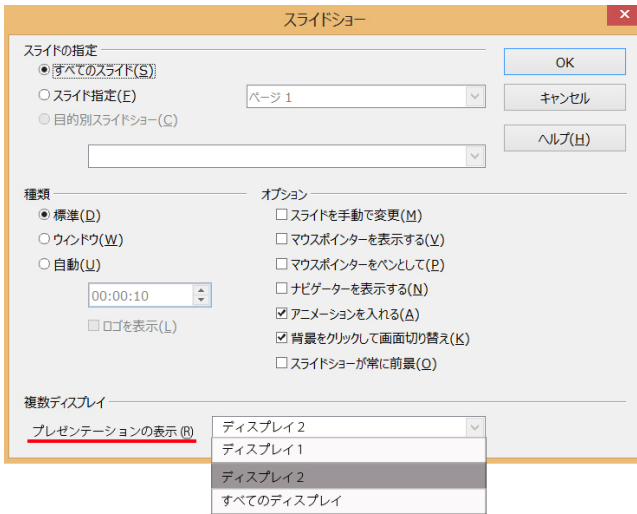 スライドショー
スライドの指定
すべてのスライド(S)
OK
スライド指定(F)
ページ 1
キャンセル
目的別スライドショー(C)
ヘルプ(H)
種類
オプション
標準(D)
スライドを手動で変更(M)
ウィンドウ(W)
マウスポインターを表示する(V)
自動(U)
マウスポインターをペンとして(P)
00:00:10
ナビゲーターを表示する(N)
ロゴを表示(L)
アニメーションを入れる(A)
背景をクリックして画面切り替え(K)
スライドショーが常に前景(O)
複数ディスプレイ
プレゼンテーションの表示(R)
ディスプレイ2
ディスプレイ1
ディスプレイ2
すべてのディスプレイ